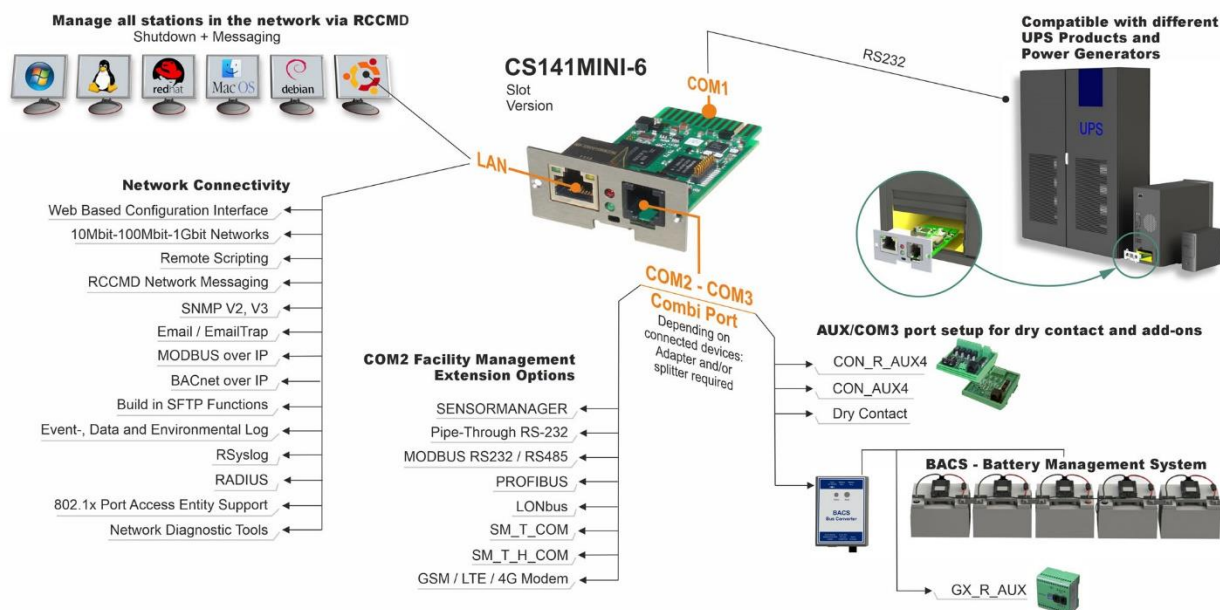 Manage all stations in the network via RCCMD
Shutdown + Messaging
redhat
Mac OS
debian
CS141MINI-6
Slot
Version
COM1
RS232
Compatible with different
UPS Products and
Power Generators
UPS
LAN
Network Connectivity
Web Based Configuration Interface
10Mbit-100Mbit-1Gbit Networks
Remote Scripting
RCCMD Network Messaging
SNMP V2, V3
Email / EmailTrap
MODBUS over IP
BACnet over IP
Build in SFTP Functions
Event-, Data and Environmental Log
RSyslog
RADIUS
802.1x Port Access Entity Support
Network Diagnostic Tools
COM2 - COM3
Combi Port
Depending on
connected devices:
Adapter and/or
splitter required
COM2 Facility Management
Extension Options
SENSORMANAGER
Pipe-Through RS-232
MODBUS RS232 / RS485
PROFIBUS
LONbus
SM_T_COM
SM_T_H_COM
GSM / LTE / 4G Modem
AUX/COM3 port setup for dry contact and add-ons
CON_R_AUX4
CON_AUX4
Dry Contact
BACS - Battery Management System
BACS
Bus Converter
GX_R_AUX